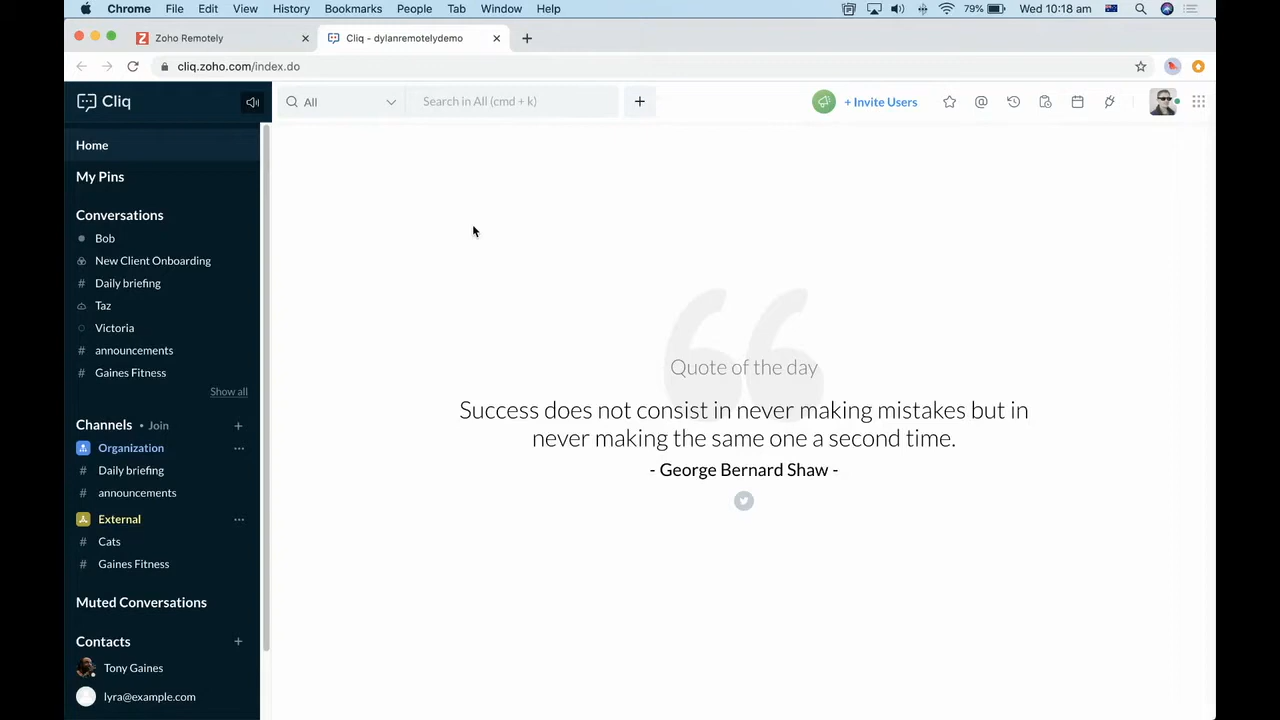 Chrome File Edit View History Bookmarks People Tab Window Help 79% Wed 10:18 am
Zoho Remotely
Cliq - dylanremotelydemo
cliq.zoho.com/index.do
Cliq
All
Search in All (cmd + k)
+ Invite Users
Home
My Pins
Conversations
Bob
New Client Onboarding
# Daily briefing
Taz
Victoria
# announcements
# Gaines Fitness
Show all
Channels • Join +
Organization ...
# Daily briefing
# announcements
External ...
# Cats
# Gaines Fitness
Muted Conversations
Contacts +
Tony Gaines
lyra@example.com
Quote of the day
Success does not consist in never making mistakes but in
never making the same one a second time.
- George Bernard Shaw -